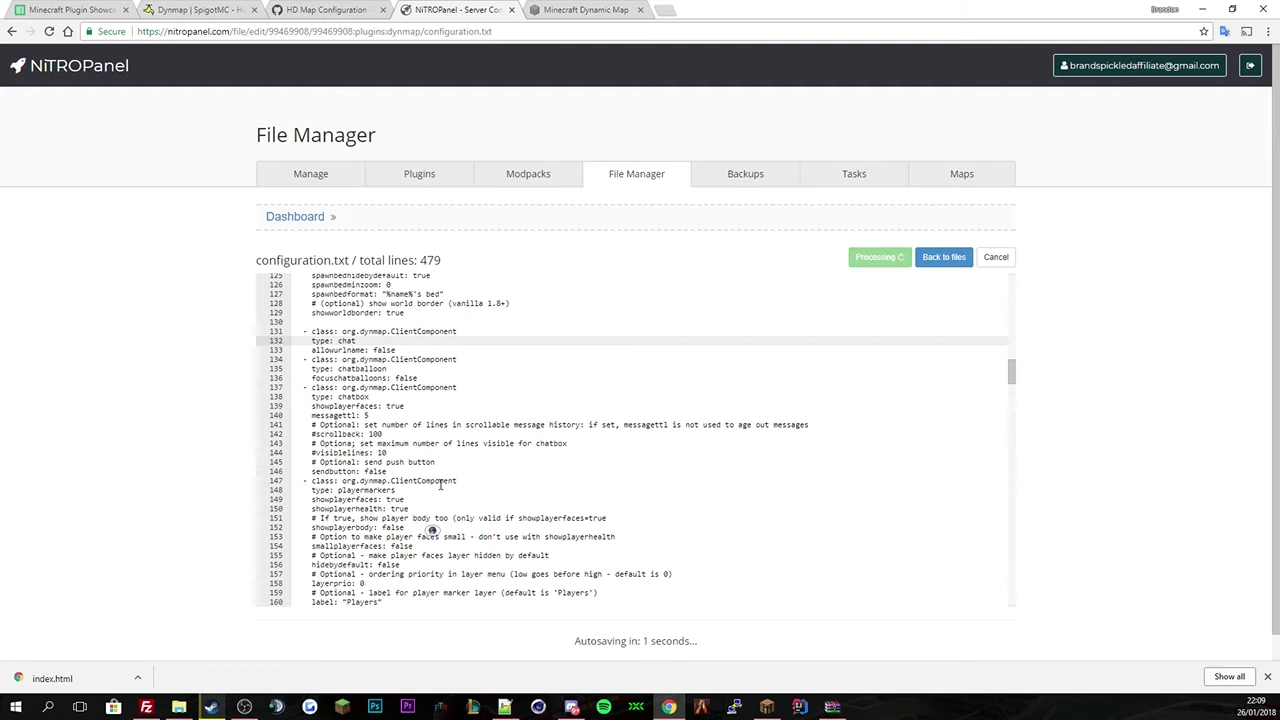 Minecraft Plugin Showca
Dynmap | SpigotMC - H
HD Map Configuration
NiTROPanel - Server Co
Minecraft Dynamic Map
Brandon
Secure
https://nitropanel.com/file/edit/99469908/99469908:plugins:dynmap/configuration.txt
NiTROPanel
brandspickledaffiliate@gmail.com
File Manager
Manage
Plugins
Modpacks
File Manager
Backups
Tasks
Maps
Dashboard »
configuration.txt / total lines: 479
Processing
Back to files
Cancel
125 spawnbedhidebydefault: true
126 spawnbedminzoom: 0
127 spawnbedformat: "%name%'s bed"
128 # (optional) show world border (vanilla 1.8+)
129 showworldborder: true
130
131 - class: org.dynmap.ClientComponent
132 type: chat
133 allowurlname: false
134 - class: org.dynmap.ClientComponent
135 type: chatballoon
136 focuschatballoons: false
137 - class: org.dynmap.ClientComponent
138 type: chatbox
139 showplayerfaces: true
140 messagettl: 5
141 # Optional: set number of lines in scrollable message history: if set, messagettl is not used to age out messages
142 #scrollback: 100
143 # Optiona; set maximum number of lines visible for chatbox
144 #visiblelines: 10
145 # Optional: send push button
146 sendbutton: false
147 - class: org.dynmap.ClientComponent
148 type: playermarkers
149 showplayerfaces: true
150 showplayerhealth: true
151 # If true, show player body too (only valid if showplayerfaces=true
152 showplayerbody: false
153 # Option to make player faces small - don't use with showplayerhealth
154 smallplayerfaces: false
155 # Optional - make player faces layer hidden by default
156 hidebydefault: false
157 # Optional - ordering priority in layer menu (low goes before high - default is 0)
158 layerprio: 0
159 # Optional - label for player marker layer (default is 'Players')
160 label: "Players"
Autosaving in: 1 seconds...
index.html
Show all
22:09
26/01/2018